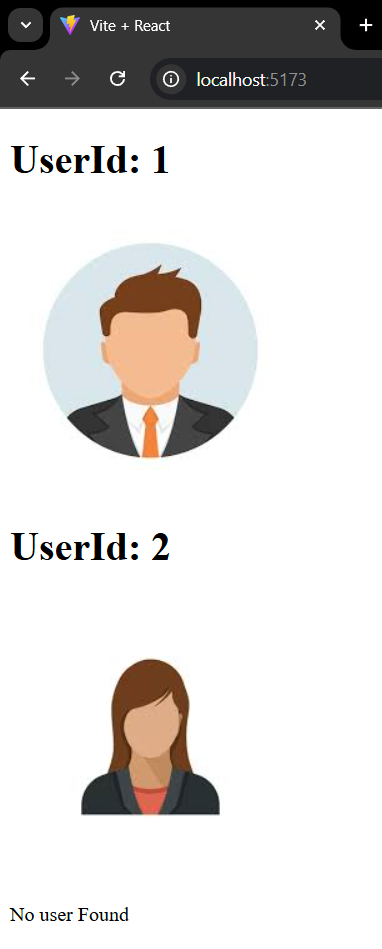 Vite + React
localhost:5173
UserId: 1
UserId: 2
No user Found